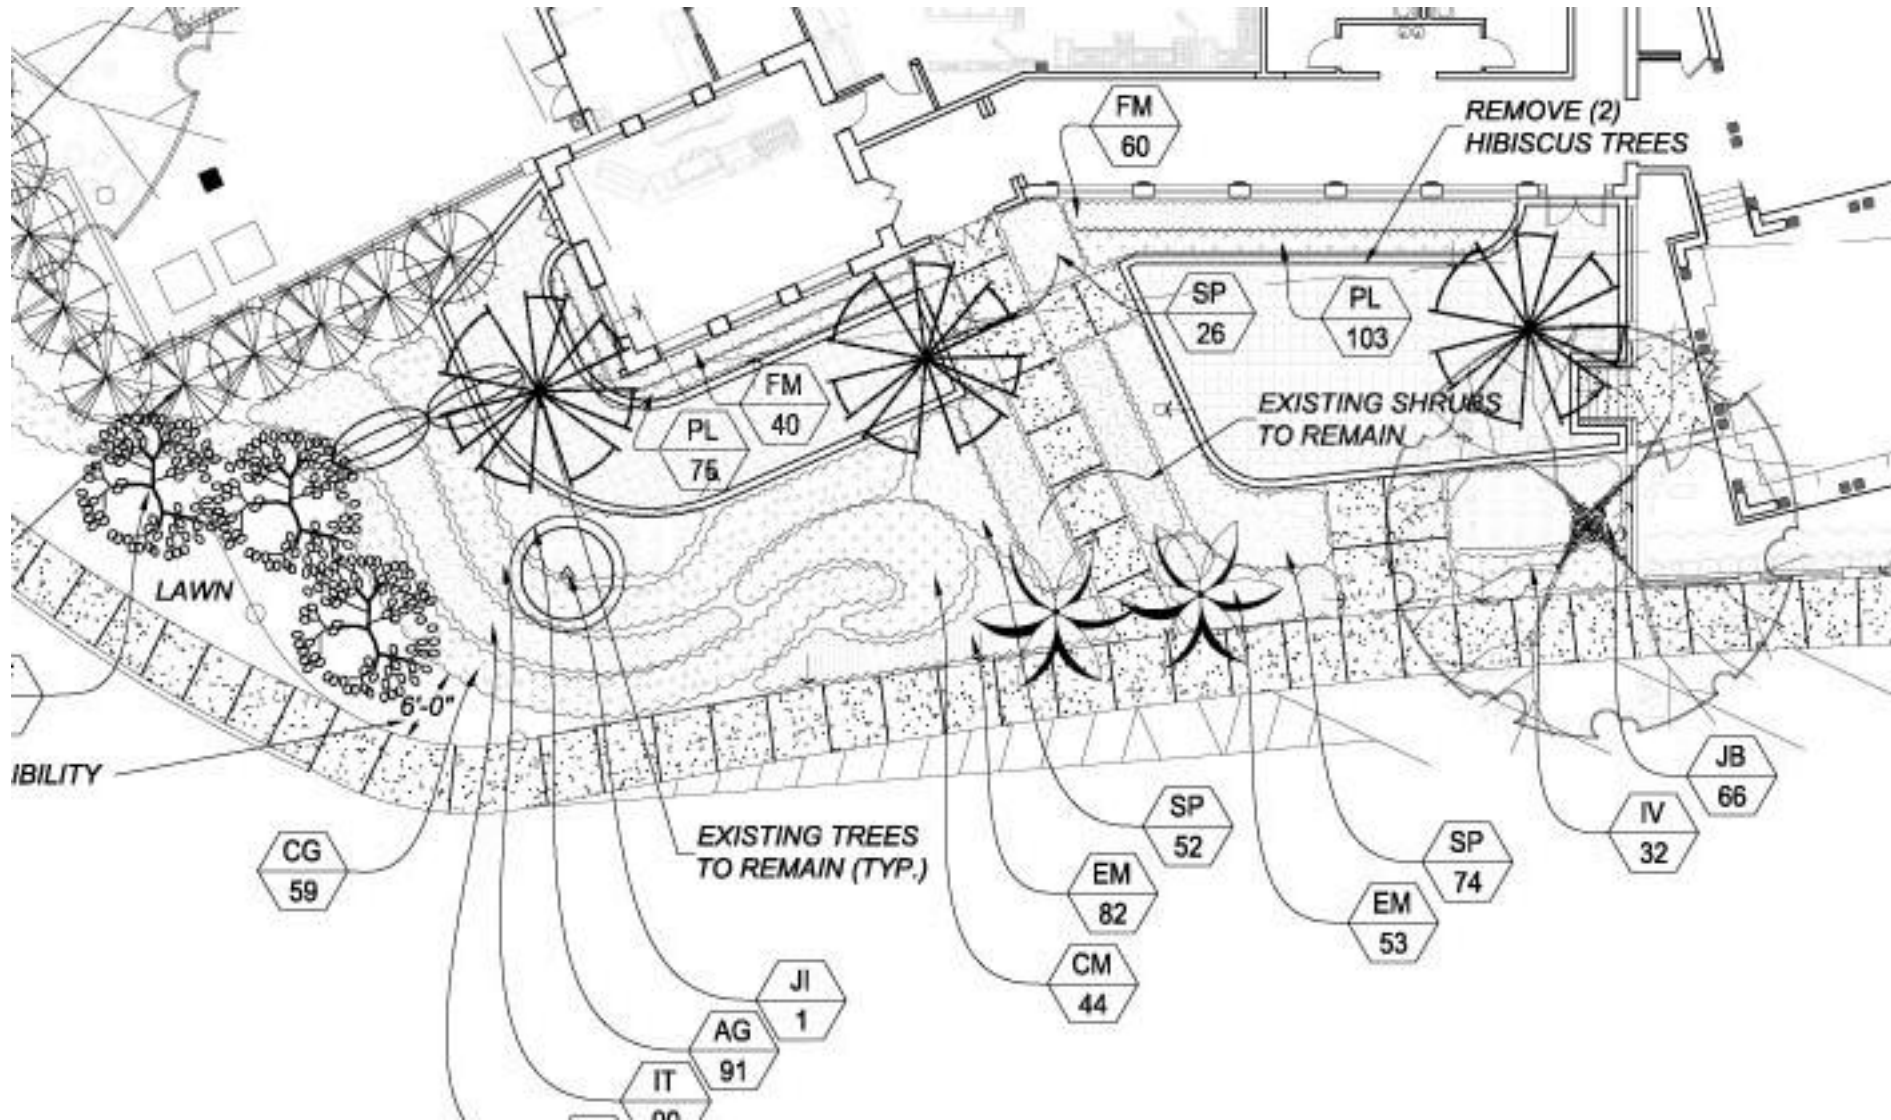 FM
60
REMOVE (2)
HIBISCUS TREES
SP
26
PL
103
FM
40
PL
75
EXISTING SHRUBS
TO REMAIN
LAWN
6'-0"
IBILITY
JB
66
IV
32
SP
52
SP
74
EXISTING TREES
TO REMAIN (TYP.)
CG
59
EM
82
EM
53
CM
44
JI
1
AG
91
IT